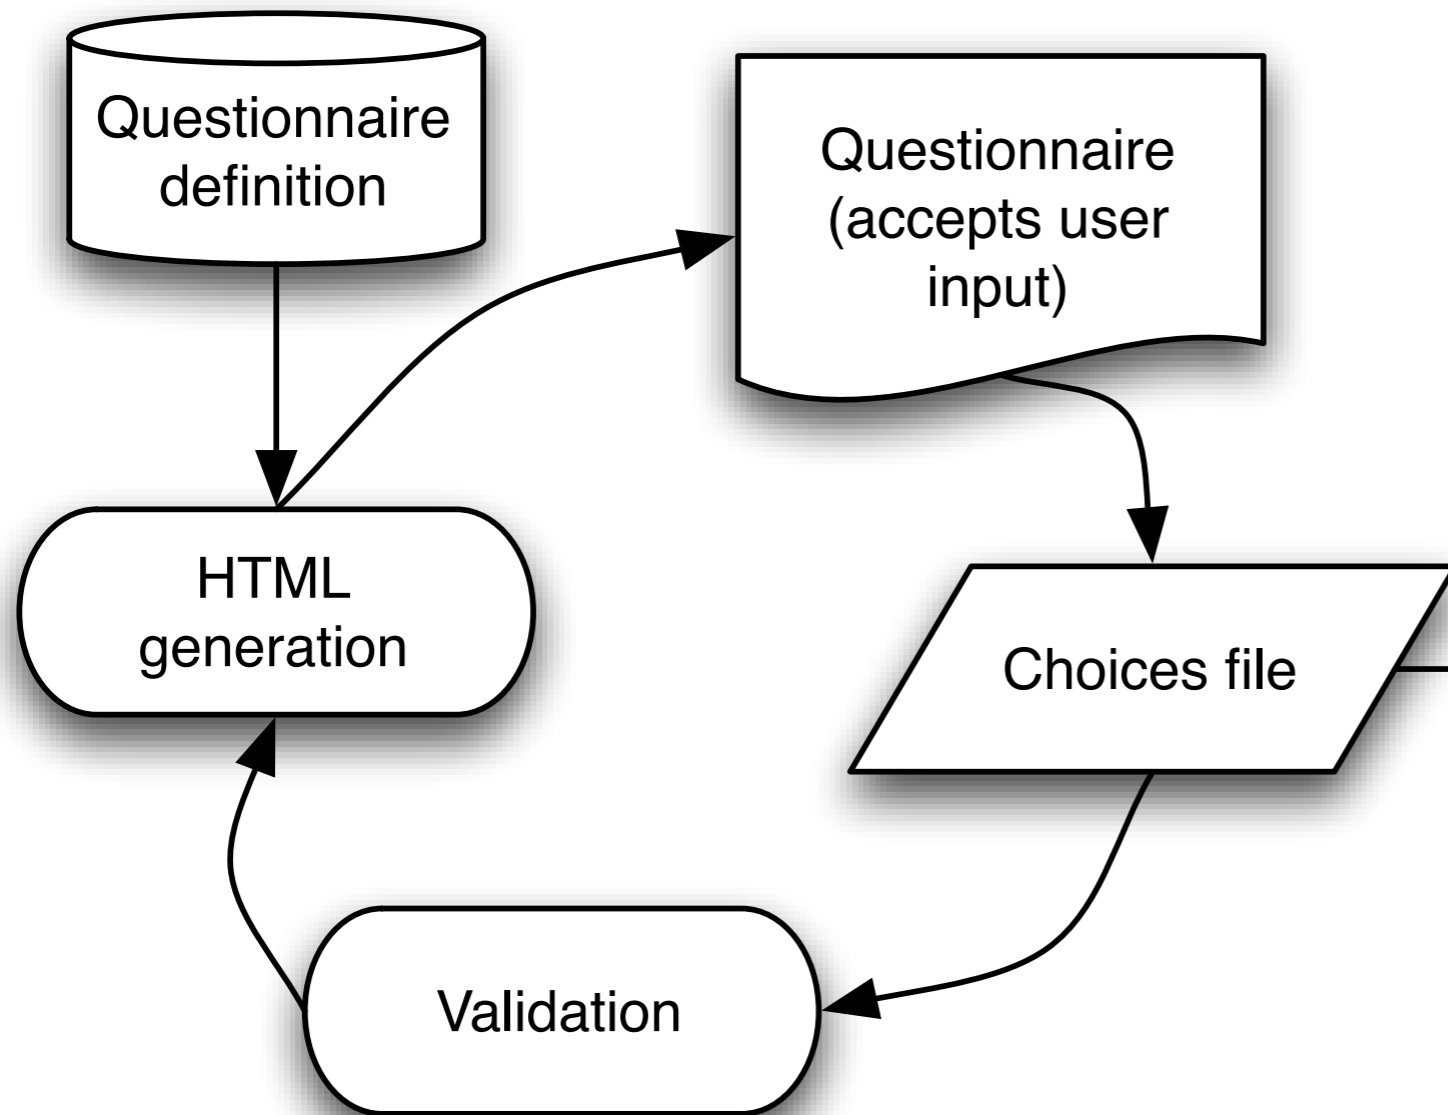 Questionnaire
definition
Questionnaire
(accepts user
input)
HTML
generation
Choices file
Validation